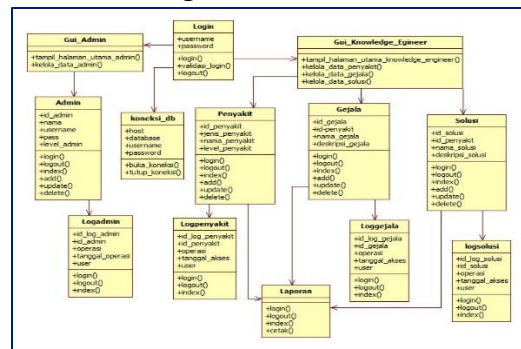 Login
+username
+password
+login()
+validasi_login()
+logout()
Gui_Admin
+tampil_halaman_utama_admin()
+kelola_data_admin()
Gui_Knowledge_Egineer
+tampil_halaman_utama_knowledge_engineer()
+kelola_data_penyakit()
+kelola_data_gejala()
+kelola_data_solusi()
Admin
+id_admin
+nama
+username
+pass
+level_admin
+login()
+logout()
+index()
+add()
+update()
+delete()
koneksi_db
+host
+database
+username
+password
+buka_koneksi()
+tutup_koneksi()
Penyakit
+id_penyakit
+jenis_penyakit
+nama_penyakit
+level_penyakit
+login()
+logout()
+index()
+add()
+update()
+delete()
Gejala
+id_gejala
+id-penyakit
+nama_gejala
+deskripsi_gejala
+login()
+logout()
+index()
+add()
+update()
+delete()
Solusi
+id_solusi
+id_penyakit
+nama_solusi
+deskripsi_solusi
+login()
+logout()
+index()
+add()
+update()
+delete()
Logadmin
+id_log_admin
+id_admin
+operasi
+tanggal_operasi
+user
+login()
+logout()
+index()
Logpenyakit
+id_log_penyakit
+id_penyakit
+operasi
+tanggal_akses
+user
+login()
+logout()
+index()
Loggejala
+id_log_gejala
+id_gejala
+operasi
+tanggal_akses
+user
+login()
+logout()
+index()
logsolusi
+id_log_solusi
+id_solusi
+operasi
+tanggal_akses
+user
+login()
+logout()
+index()
Laporan
+login()
+logout()
+index()
+cetak()